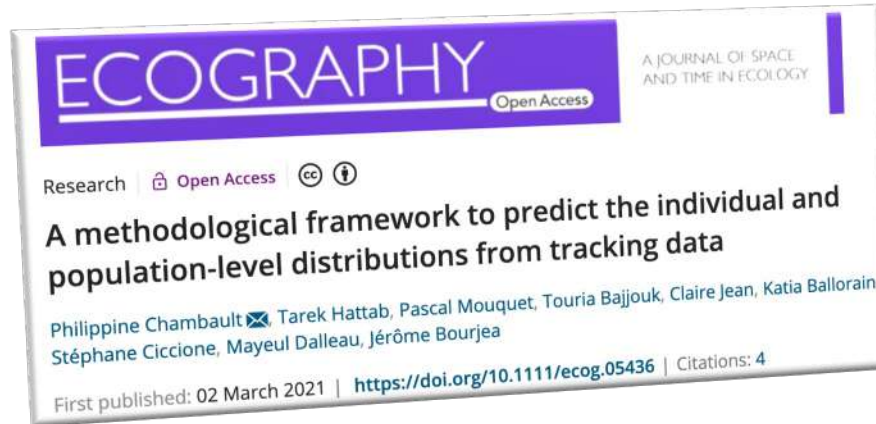 ECOGRAPHY
Open Access
A JOURNAL OF SPACE
AND TIME IN ECOLOGY
Research Open Access
A methodological framework to predict the individual and
population-level distributions from tracking data
Philippine Chambault, Tarek Hattab, Pascal Mouquet, Touria Bajjouk, Claire Jean, Katia Ballorain
Stéphane Ciccione, Mayeul Dalleau, Jérôme Bourjea
First published: 02 March 2021 | https://doi.org/10.1111/ecog.05436 | Citations: 4